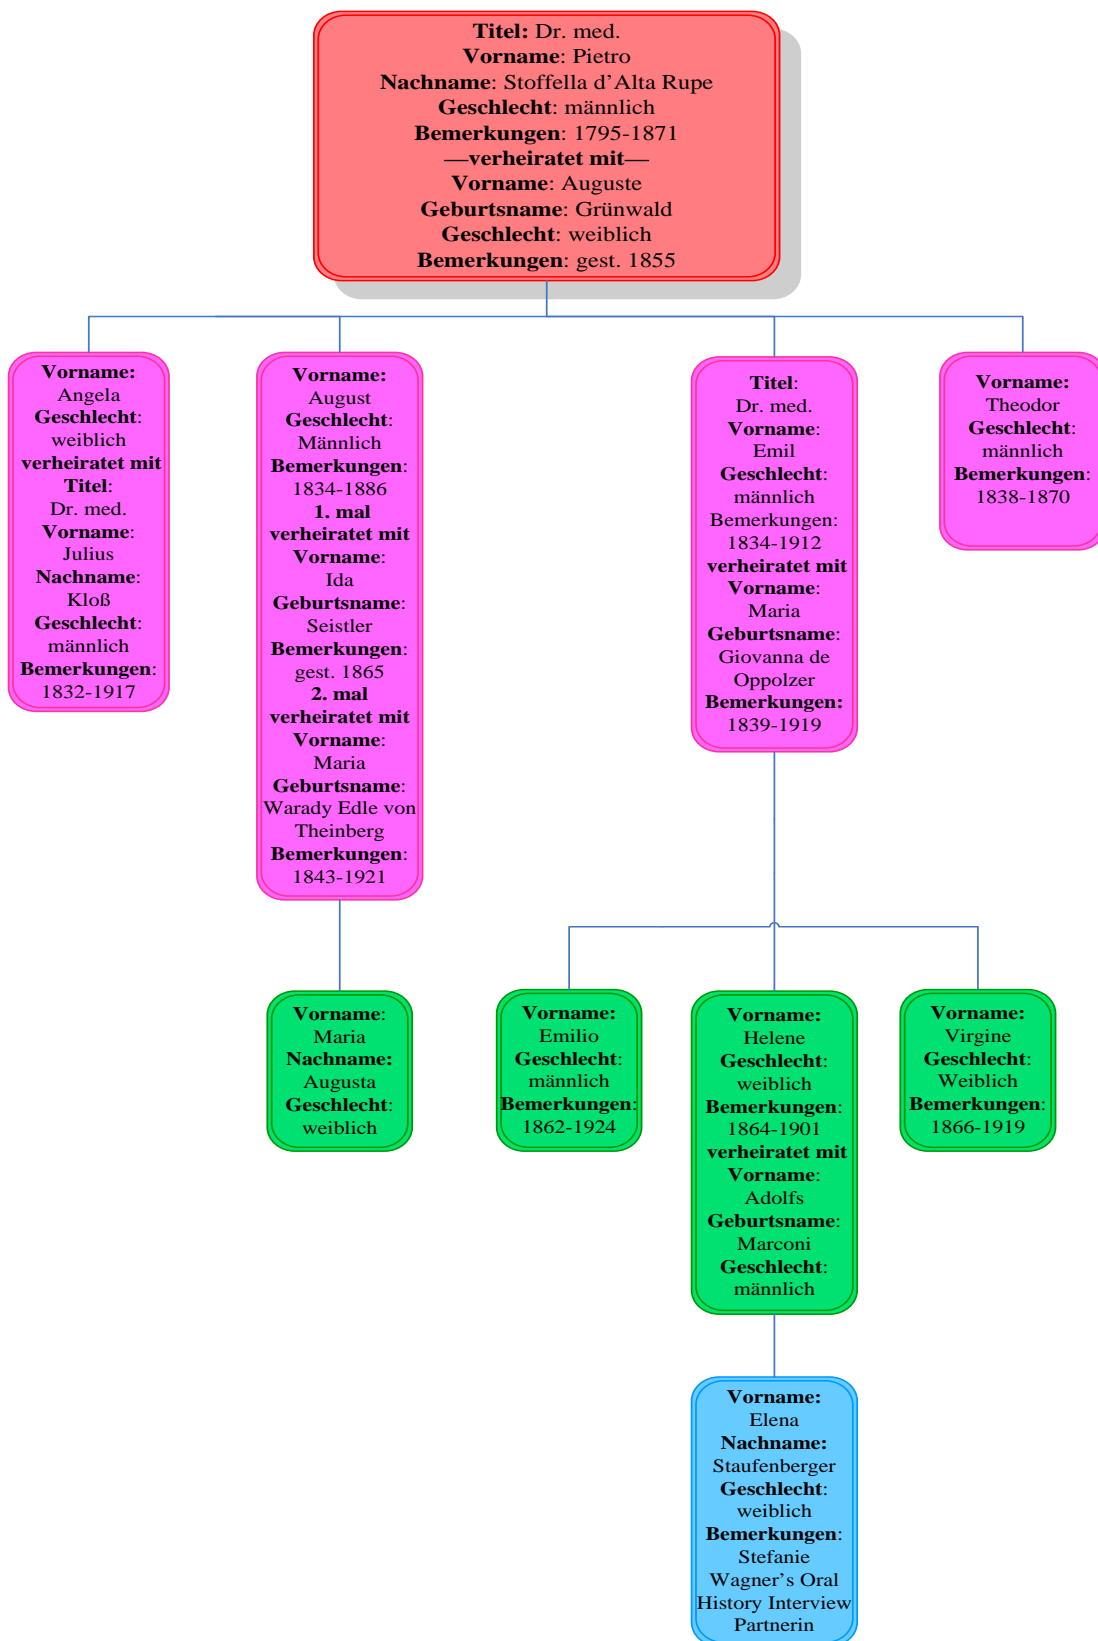 Titel: Dr. med.
Vorname: Pietro
Nachname: Stoffella d’Alta Rupe
Geschlecht: männlich
Bemerkungen: 1795-1871
—verheiratet mit—
Vorname: Auguste
Geburtsname: Grünwald
Geschlecht: weiblich
Bemerkungen: gest. 1855
Vorname:
Angela
Geschlecht:
weiblich
verheiratet mit
Titel:
Dr. med.
Vorname:
Julius
Nachname:
Kloß
Geschlecht:
männlich
Bemerkungen:
1832-1917
Vorname:
August
Geschlecht:
Männlich
Bemerkungen:
1834-1886
1. mal
verheiratet mit
Vorname:
Ida
Geburtsname:
Seistler
Bemerkungen:
gest. 1865
2. mal
verheiratet mit
Vorname:
Maria
Geburtsname:
Warady Edle von
Theinberg
Bemerkungen:
1843-1921
Titel:
Dr. med.
Vorname:
Emil
Geschlecht:
männlich
Bemerkungen:
1834-1912
verheiratet mit
Vorname:
Maria
Geburtsname:
Giovanna de
Oppolzer
Bemerkungen:
1839-1919
Vorname:
Theodor
Geschlecht:
männlich
Bemerkungen:
1838-1870
Vorname:
Maria
Nachname:
Augusta
Geschlecht:
weiblich
Vorname:
Emilio
Geschlecht:
männlich
Bemerkungen:
1862-1924
Vorname:
Helene
Geschlecht:
weiblich
Bemerkungen:
1864-1901
verheiratet mit
Vorname:
Adolfs
Geburtsname:
Marconi
Geschlecht:
männlich
Vorname:
Virgine
Geschlecht:
Weiblich
Bemerkungen:
1866-1919
Vorname:
Elena
Nachname:
Staufenberger
Geschlecht:
weiblich
Bemerkungen:
Stefanie
Wagner’s Oral
History Interview
Partnerin